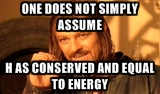 ONE DOES NOT SIMPLY
ASSUME
H AS CONSERVED AND EQUAL
TO ENERGY